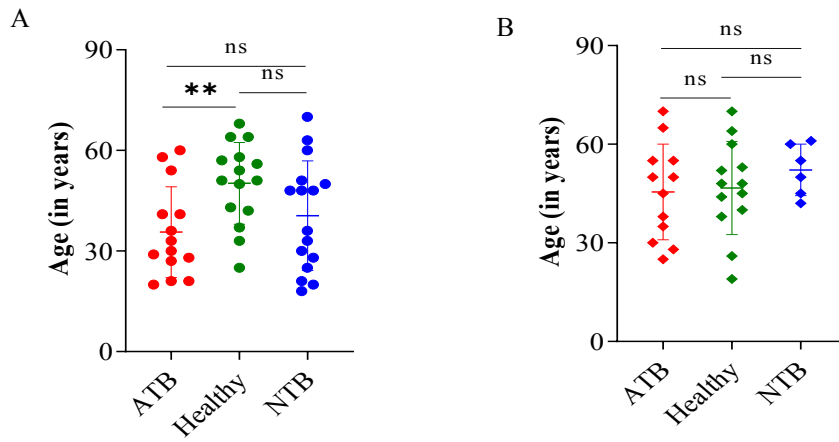 A
ns
90
**
ns
60
30
0
Age (in years)
ATB
Healthy
NTB
B
ns
90
ns
ns
60
30
0
Age (in years)
ATB
Healthy
NTB